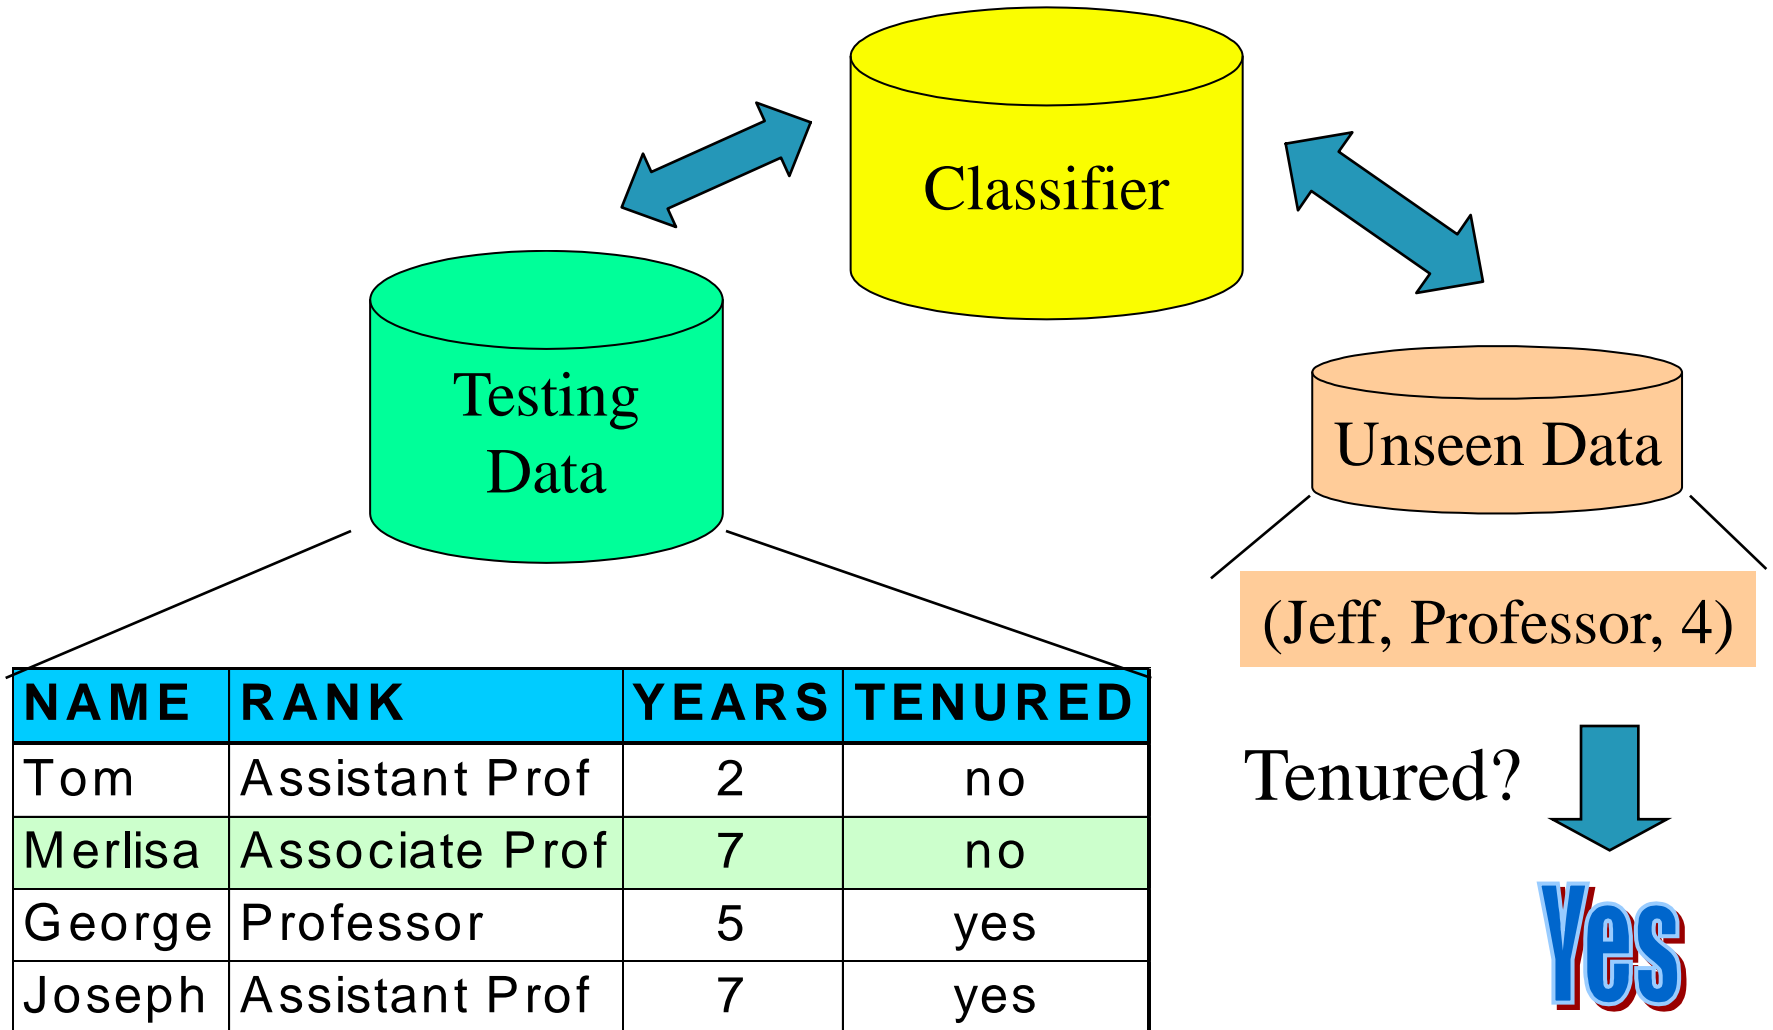 Classifier
Testing
Data
Unseen Data
(Jeff, Professor, 4)
NAME RANK YEARS TENURED
Tom Assistant Prof 2 no
Merlisa Associate Prof 7 no
George Professor 5 yes
Joseph Assistant Prof 7 yes
Tenured?
Yes